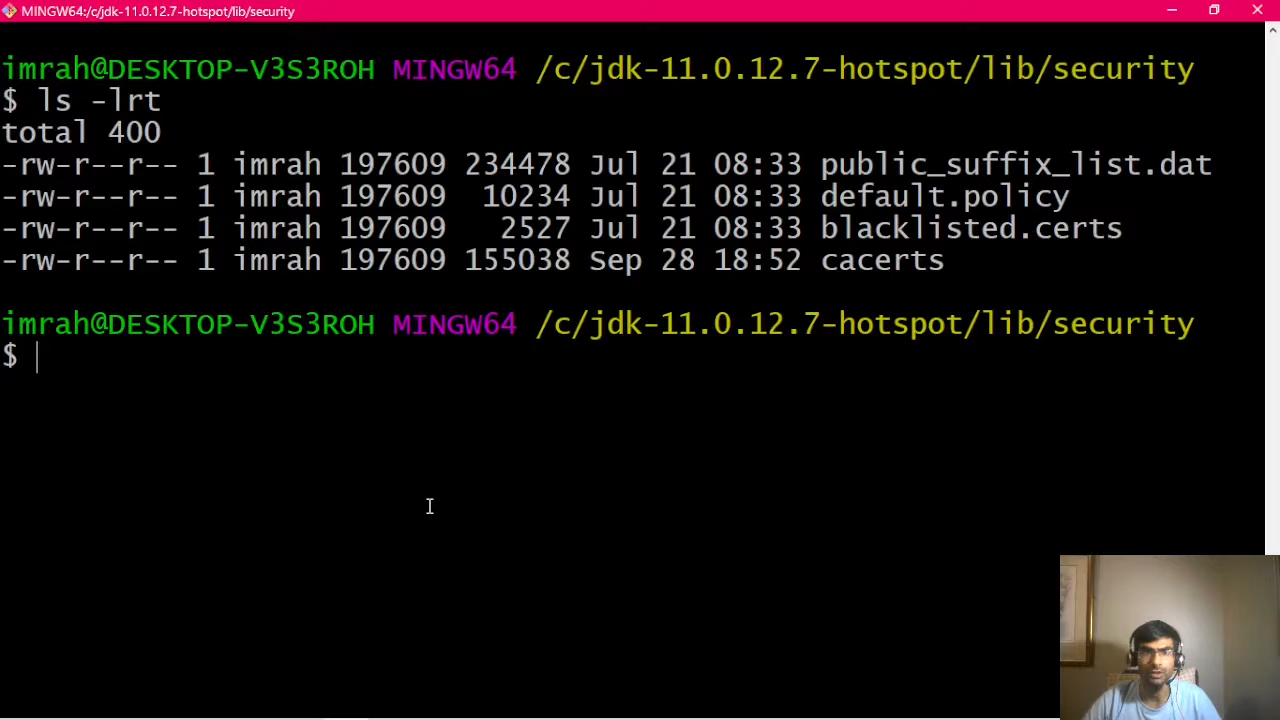 MINGW64:/c/jdk-11.0.12.7-hotspot/lib/security
imrah@DESKTOP-V3S3ROH MINGW64 /c/jdk-11.0.12.7-hotspot/lib/security
$ ls -lrt
total 400
-rw-r--r-- 1 imrah 197609 234478 Jul 21 08:33 public_suffix_list.dat
-rw-r--r-- 1 imrah 197609  10234 Jul 21 08:33 default.policy
-rw-r--r-- 1 imrah 197609   2527 Jul 21 08:33 blacklisted.certs
-rw-r--r-- 1 imrah 197609 155038 Sep 28 18:52 cacerts
imrah@DESKTOP-V3S3ROH MINGW64 /c/jdk-11.0.12.7-hotspot/lib/security
$